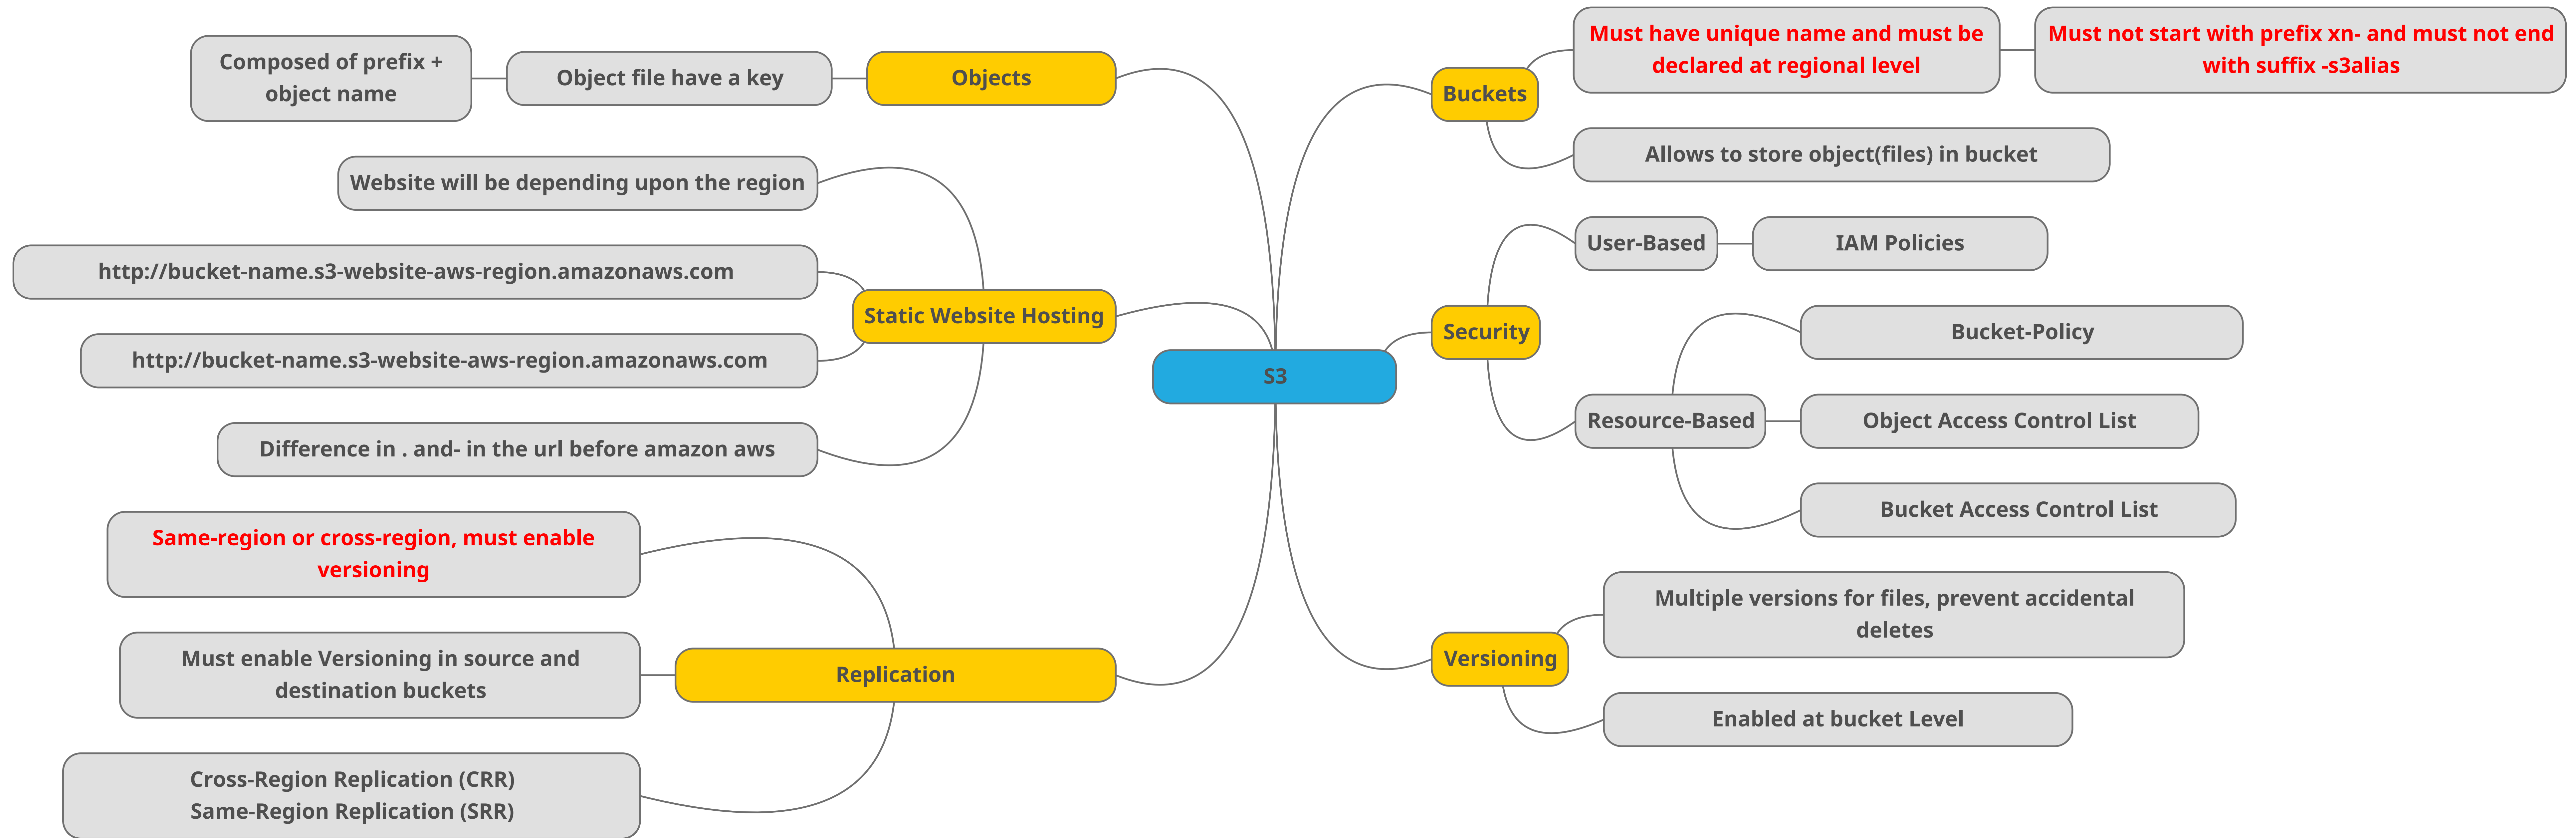 S3
Buckets
Must have unique name and must be
declared at regional level
Must not start with prefix xn- and must not end
with suffix -s3alias
Allows to store object(files) in bucket
Security
User-Based
IAM Policies
Resource-Based
Bucket-Policy
Object Access Control List
Bucket Access Control List
Versioning
Multiple versions for files, prevent accidental
deletes
Enabled at bucket Level
Objects
Object file have a key
Composed of prefix +
object name
Static Website Hosting
Website will be depending upon the region
http://bucket-name.s3-website-aws-region.amazonaws.com
http://bucket-name.s3-website-aws-region.amazonaws.com
Difference in . and- in the url before amazon aws
Replication
Same-region or cross-region, must enable
versioning
Must enable Versioning in source and
destination buckets
Cross-Region Replication (CRR)
Same-Region Replication (SRR)